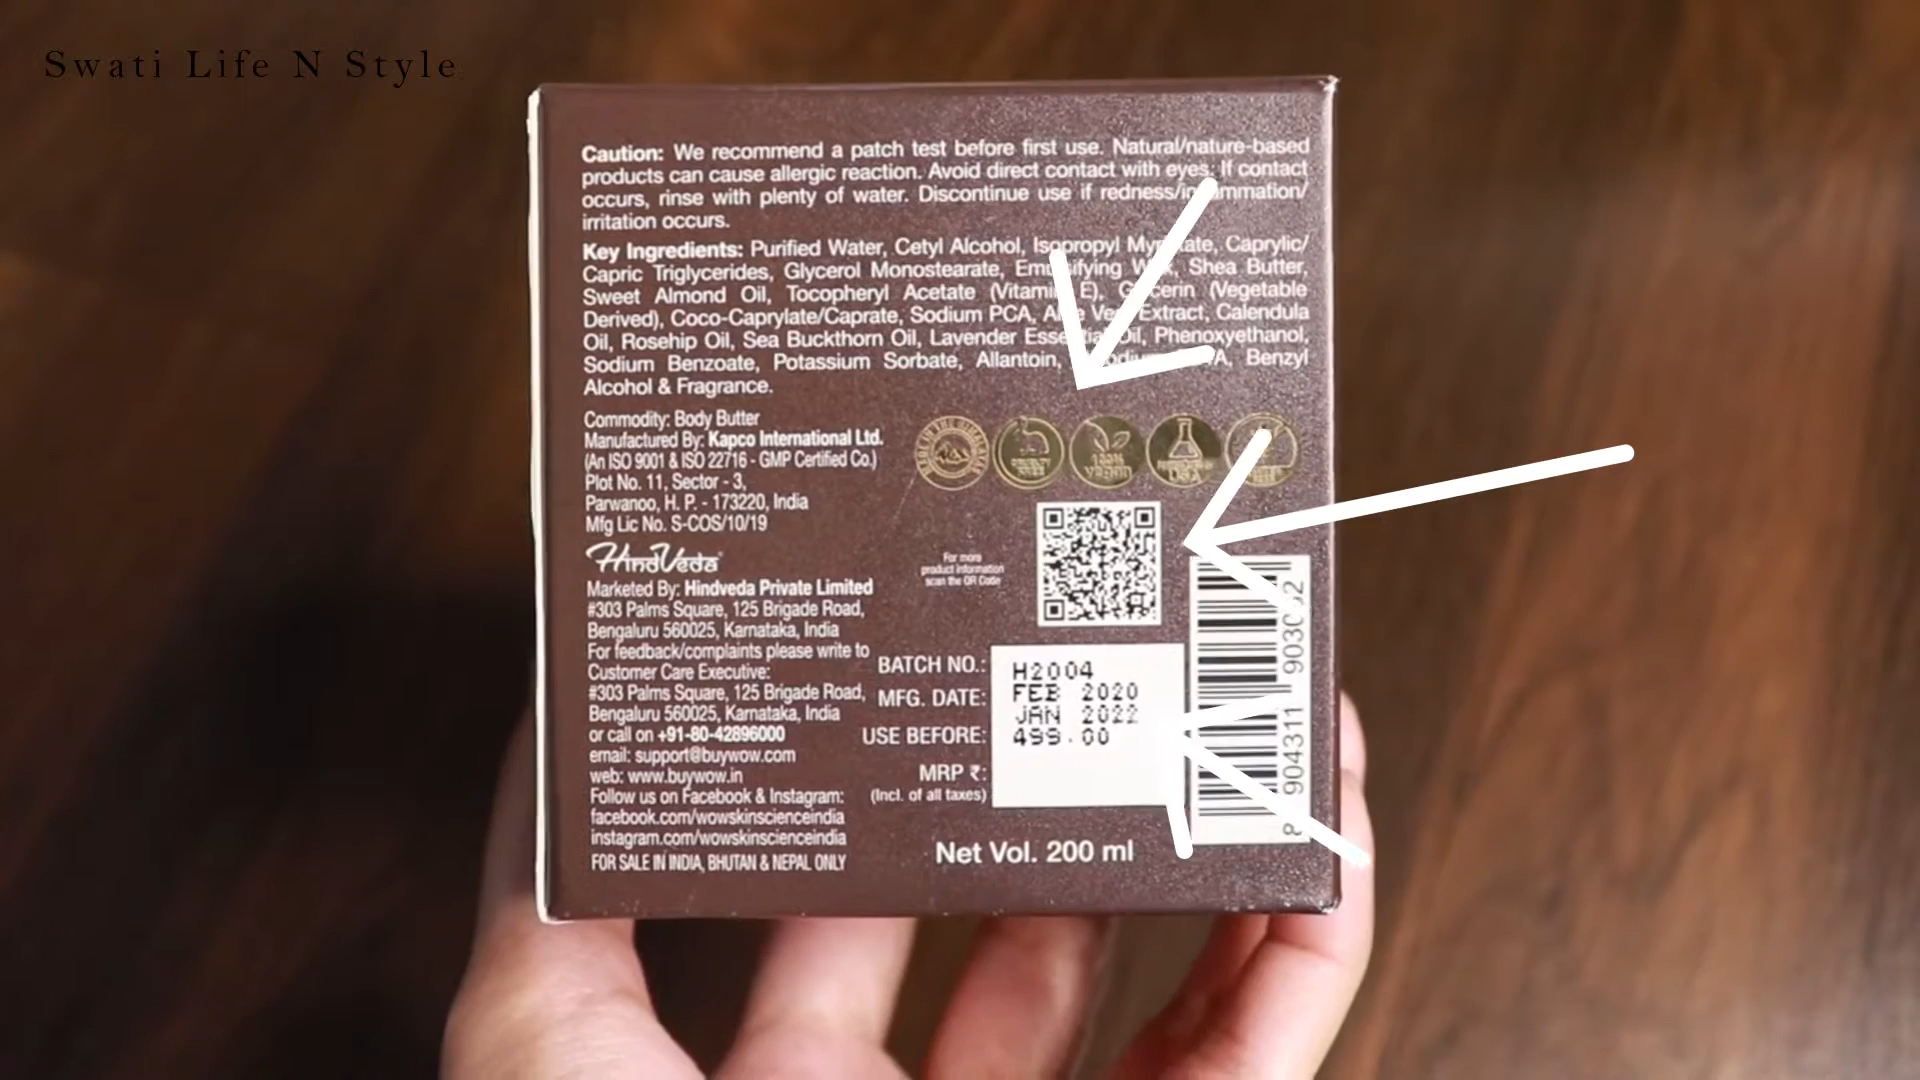 Swati Life N Style
Caution: We recommend a patch test before first use. Natural/nature-based
products can cause allergic reaction. Avoid direct contact with eyes. If contact
occurs, rinse with plenty of water. Discontinue use if
irritation occurs.
Key Ingredients: Purified Water, Cetyl Alcohol, Isopropyl Caprylic/
Capric Triglycerides, Glycerol Monostearate, Emulsifying Shea Butter,
Sweet Almond Oil, Tocopheryl Acetate (Vitamin E), Glycerin (Vegetable
Derived), Coco-Caprylate/Caprate, Sodium PCA, Aloe Vera Extract, Calendula
Oil, Rosehip Oil, Sea Buckthorn Oil, Lavender Essential Oil, Phenoxyethanol,
Sodium Benzoate, Potassium Sorbate, Allantoin, Benzyl
Alcohol & Fragrance.
Commodity: Body Butter
Manufactured By: Kapco International Ltd.
(An ISO 9001 & ISO 22716 - GMP Certified Co.)
Plot No. 11, Sector - 3,
Parwanoo, H. P. - 173220, India
Mfg Lic No. S-COS/10/19
HindVeda
Marketed By: Hindveda Private Limited
#303 Palms Square, 125 Brigade Road,
Bengaluru 560025, Karnataka, India
For feedback/complaints please write to
Customer Care Executive:
#303 Palms Square, 125 Brigade Road,
Bengaluru 560025, Karnataka, India
or call on +91-80-42896000
email: support@buywow.com
web: www.buywow.in
Follow us on Facebook & Instagram:
facebook.com/wowskinscienceindia
instagram.com/wowskinscienceindia
FOR SALE IN INDIA, BHUTAN & NEPAL ONLY
CRUELTY
FREE
100%
VEGAN
USA
For more
product information
scan the QR Code
BATCH NO.: H2004
MFG. DATE: FEB 2020
USE BEFORE: JAN 2022
MRP ₹: 499.00
(Incl. of all taxes)
Net Vol. 200 ml
8 904311